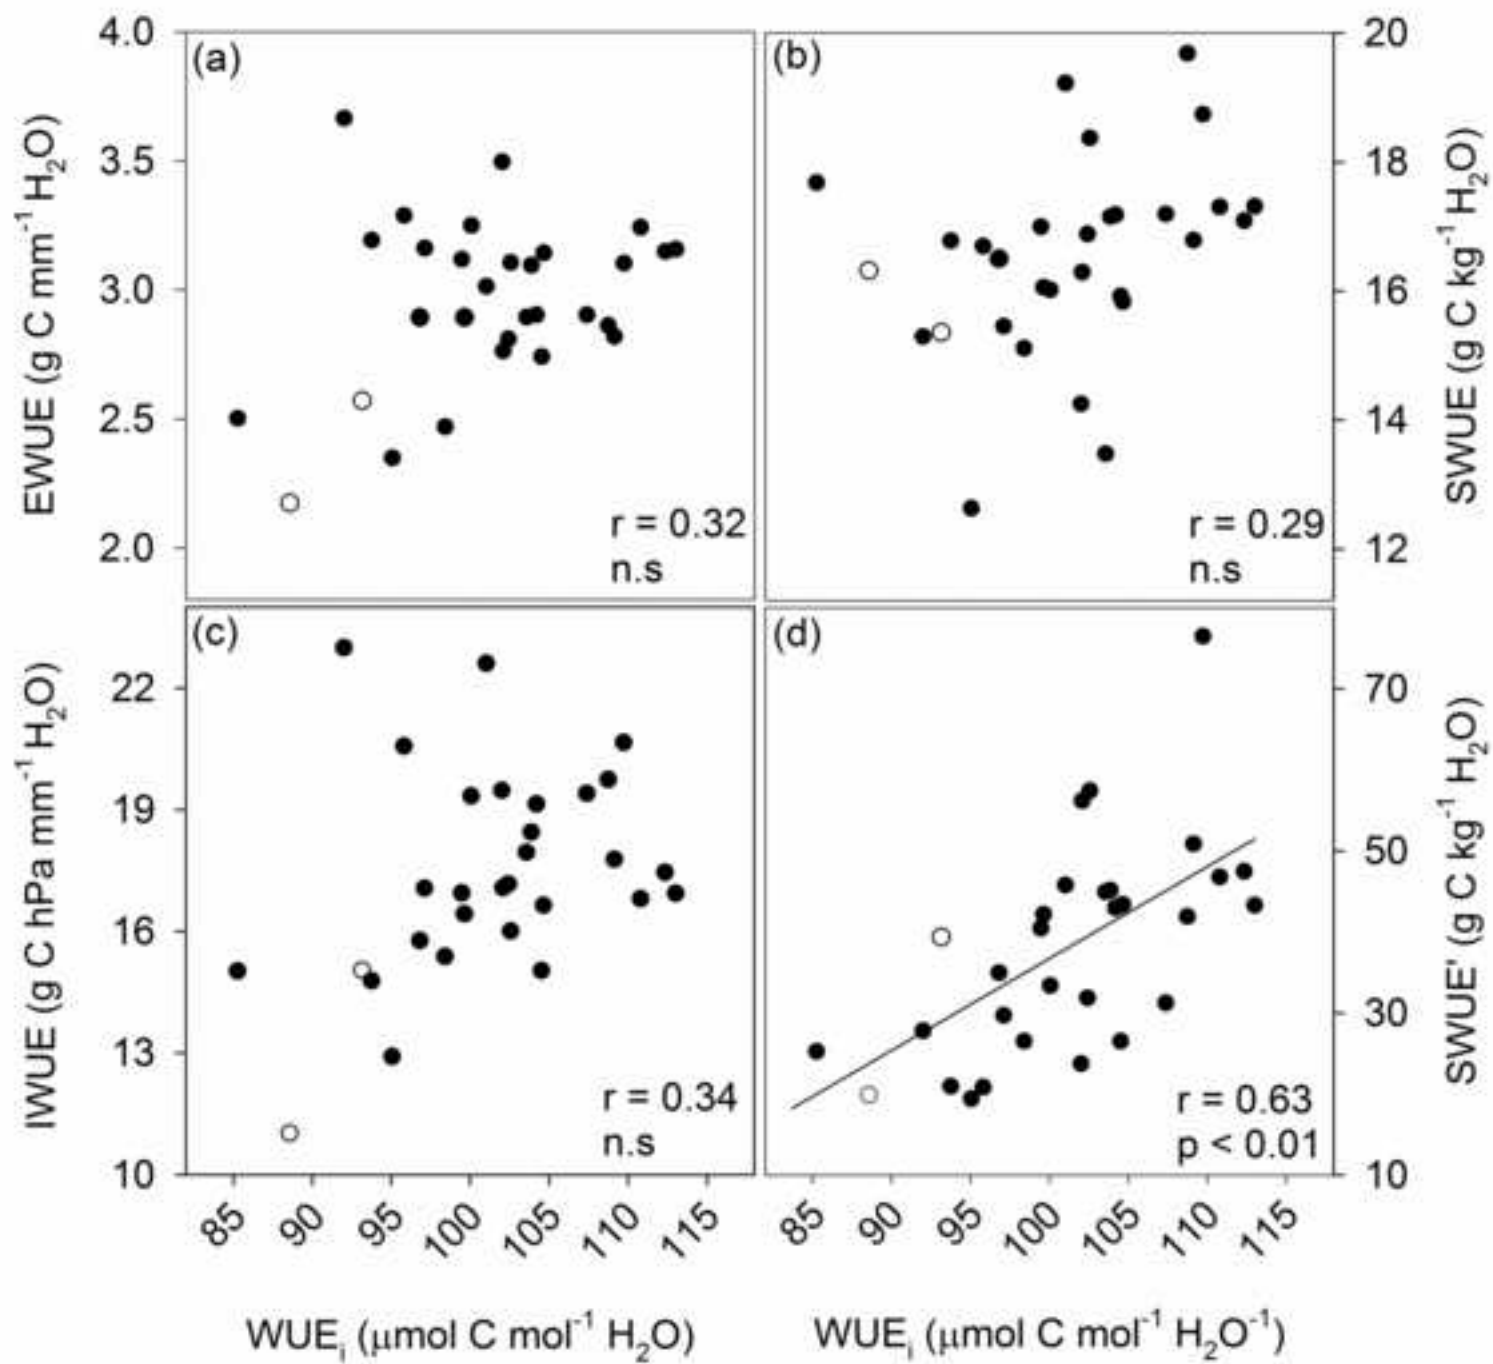 (a)
4.0
3.5
3.0
2.5
2.0
EWUE (g C mm⁻¹ H₂O)
r = 0.32
n.s
(b)
20
18
16
14
12
SWUE (g C kg⁻¹ H₂O)
r = 0.29
n.s
(c)
22
19
16
13
10
IWUE (g C hPa mm⁻¹ H₂O)
r = 0.34
n.s
(d)
70
50
30
10
SWUE' (g C kg⁻¹ H₂O)
r = 0.63
p < 0.01
85 90 95 100 105 110 115
85 90 95 100 105 110 115
WUEᵢ (μmol C mol⁻¹ H₂O)
WUEᵢ (μmol C mol⁻¹ H₂O⁻¹)